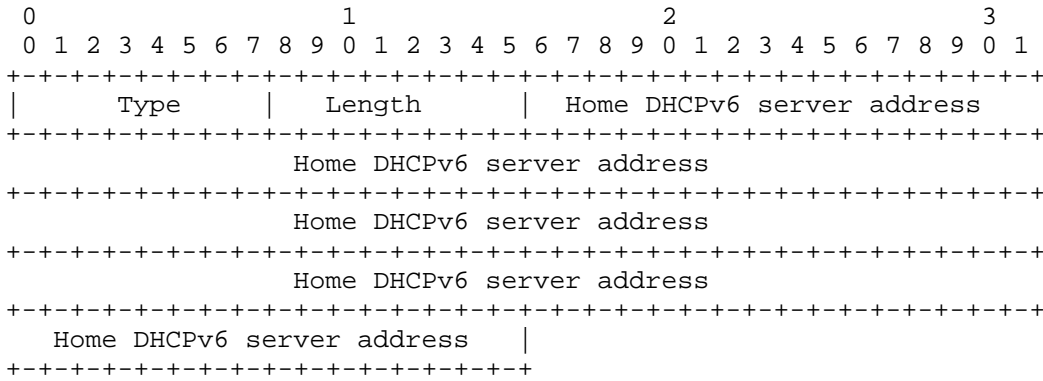 0                   1                   2                   3
 0 1 2 3 4 5 6 7 8 9 0 1 2 3 4 5 6 7 8 9 0 1 2 3 4 5 6 7 8 9 0 1
+-+-+-+-+-+-+-+-+-+-+-+-+-+-+-+-+-+-+-+-+-+-+-+-+-+-+-+-+-+-+-+-+
|      Type     |   Length      |  Home DHCPv6 server address
+-+-+-+-+-+-+-+-+-+-+-+-+-+-+-+-+-+-+-+-+-+-+-+-+-+-+-+-+-+-+-+-+
                  Home DHCPv6 server address
+-+-+-+-+-+-+-+-+-+-+-+-+-+-+-+-+-+-+-+-+-+-+-+-+-+-+-+-+-+-+-+-+
                  Home DHCPv6 server address
+-+-+-+-+-+-+-+-+-+-+-+-+-+-+-+-+-+-+-+-+-+-+-+-+-+-+-+-+-+-+-+-+
                  Home DHCPv6 server address
+-+-+-+-+-+-+-+-+-+-+-+-+-+-+-+-+-+-+-+-+-+-+-+-+-+-+-+-+-+-+-+-+
   Home DHCPv6 server address   |
+-+-+-+-+-+-+-+-+-+-+-+-+-+-+-+-+